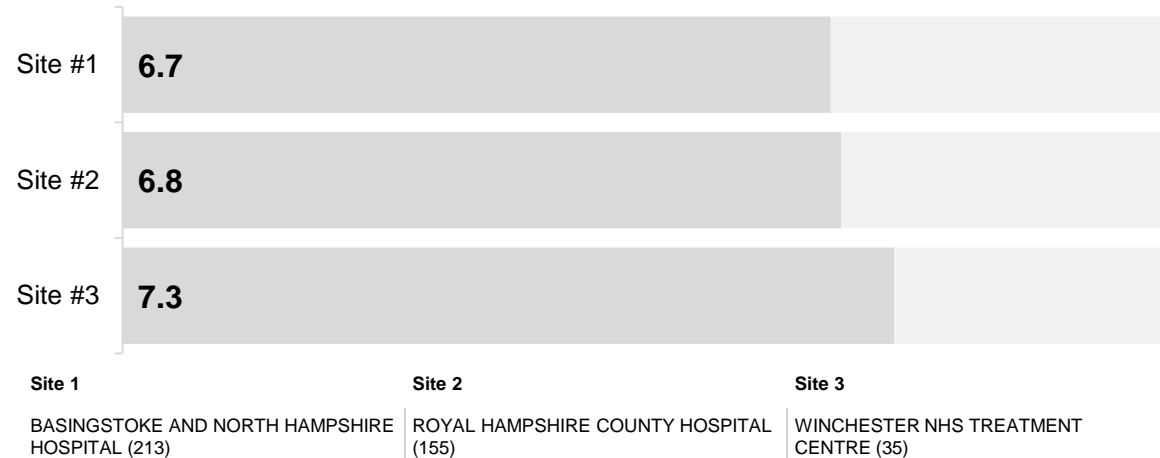 Site #1 6.7
Site #2 6.8
Site #3 7.3
Site 1 Site 2 Site 3
BASINGSTOKE AND NORTH HAMPSHIRE
HOSPITAL (213)
ROYAL HAMPSHIRE COUNTY HOSPITAL
(155)
WINCHESTER NHS TREATMENT
CENTRE (35)